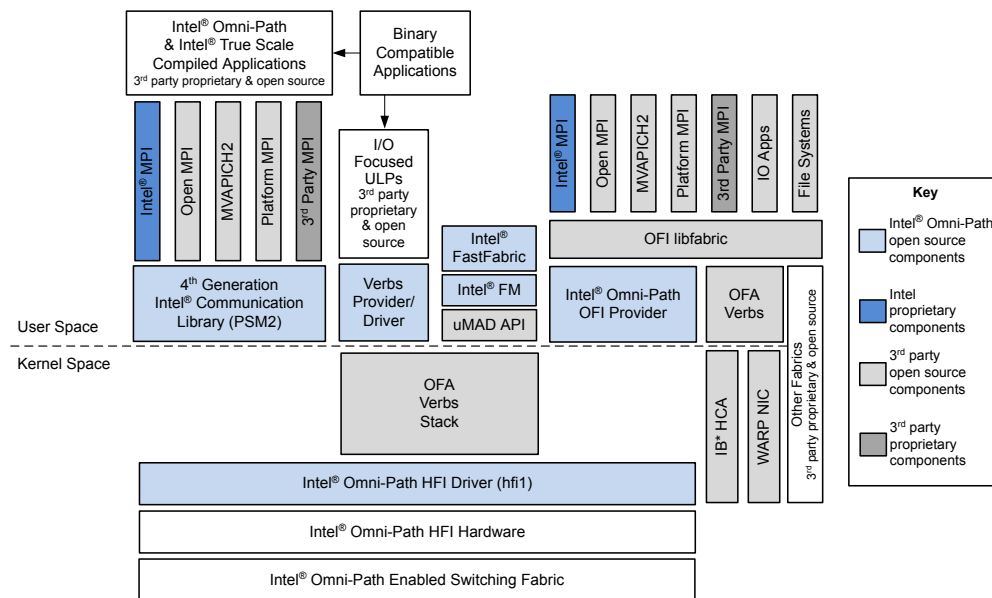 Intel® Omni-Path
& Intel® True Scale
Compiled Applications
3rd party proprietary & open source
Binary
Compatible
Applications
Intel® MPI
Open MPI
MVAPICH2
Platform MPI
3rd Party MPI
I/O
Focused
ULPs
3rd party
proprietary
& open
source
Intel® MPI
Open MPI
MVAPICH2
Platform MPI
3rd Party MPI
IO Apps
File Systems
OFI libfabric
Intel®
FastFabric
Intel® FM
uMAD API
4th Generation
Intel® Communication
Library (PSM2)
Verbs
Provider/
Driver
Intel® Omni-Path
OFI Provider
OFA
Verbs
Other Fabrics
3rd party proprietary & open source
User Space
Kernel Space
OFA
Verbs
Stack
IB* HCA
WARP NIC
Intel® Omni-Path HFI Driver (hfi1)
Intel® Omni-Path HFI Hardware
Intel® Omni-Path Enabled Switching Fabric
Key
Intel® Omni-Path
open source
components
Intel
proprietary
components
3rd party
open source
components
3rd party
proprietary
components